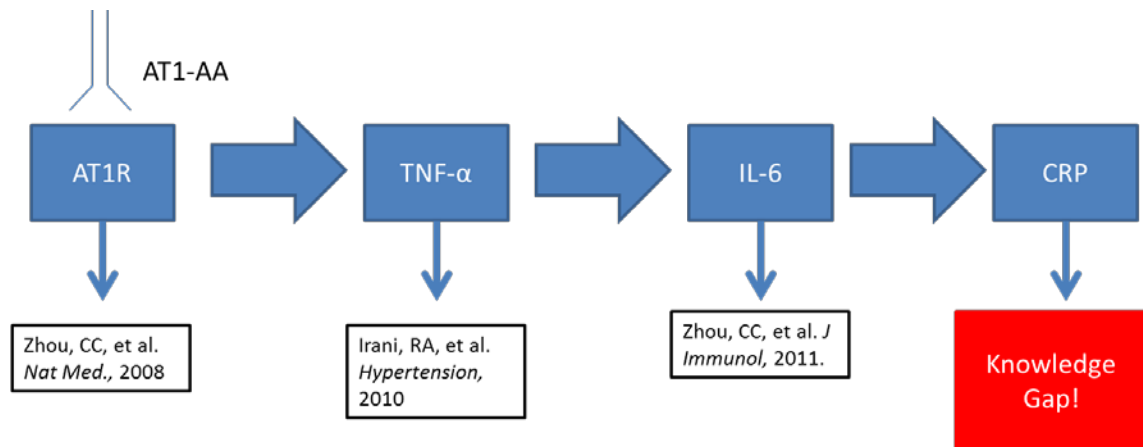 AT1-AA
AT1R
TNF-α
IL-6
CRP
Zhou, CC, et al.
Nat Med., 2008
Irani, RA, et al.
Hypertension,
2010
Zhou, CC, et al. J
Immunol, 2011.
Knowledge
Gap!